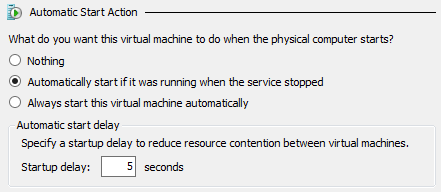 Automatic Start Action
What do you want this virtual machine to do when the physical computer starts?
Nothing
Automatically start if it was running when the service stopped
Always start this virtual machine automatically
Automatic start delay
Specify a startup delay to reduce resource contention between virtual machines.
Startup delay: 5 seconds